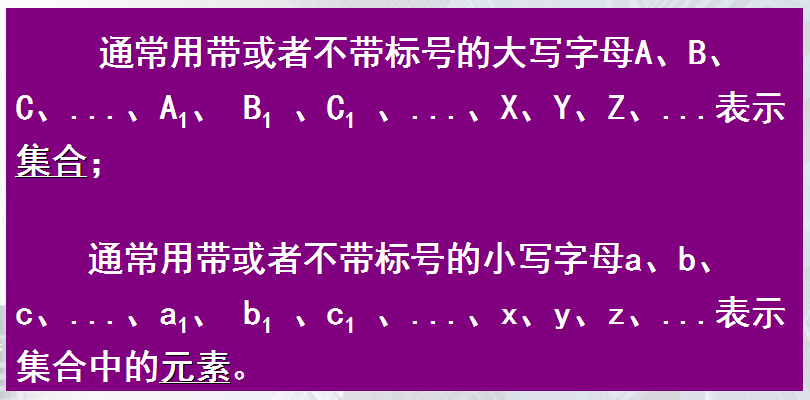 通常用带或者不带标号的大写字母A、B、
C、...、A₁、 B₁ 、C₁ 、...、X、Y、Z、...表示
集合；
通常用带或者不带标号的小写字母a、b、
c、...、a₁、 b₁ 、c₁ 、...、x、y、z、...表示
集合中的元素。